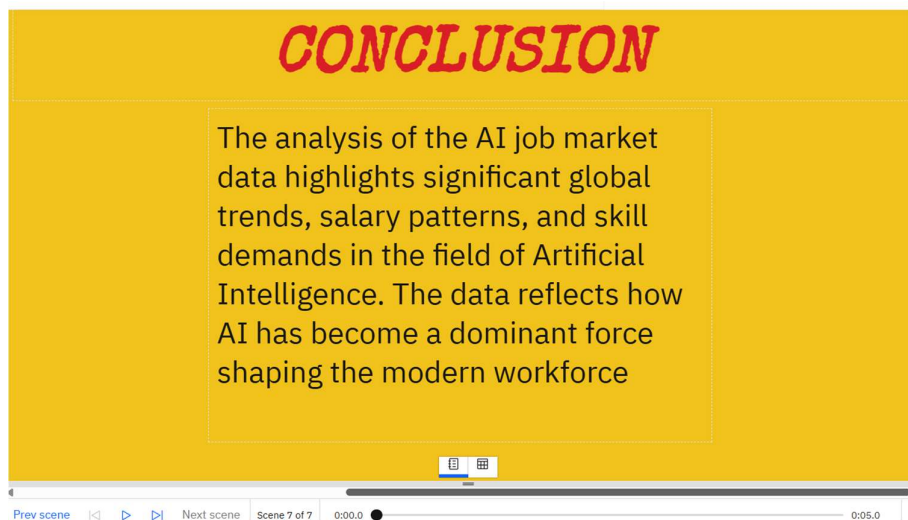 CONCLUSION
The analysis of the AI job market
data highlights significant global
trends, salary patterns, and skill
demands in the field of Artificial
Intelligence. The data reflects how
AI has become a dominant force
shaping the modern workforce
Prev scene Next scene Scene 7 of 7 0:00.0 0:05.0